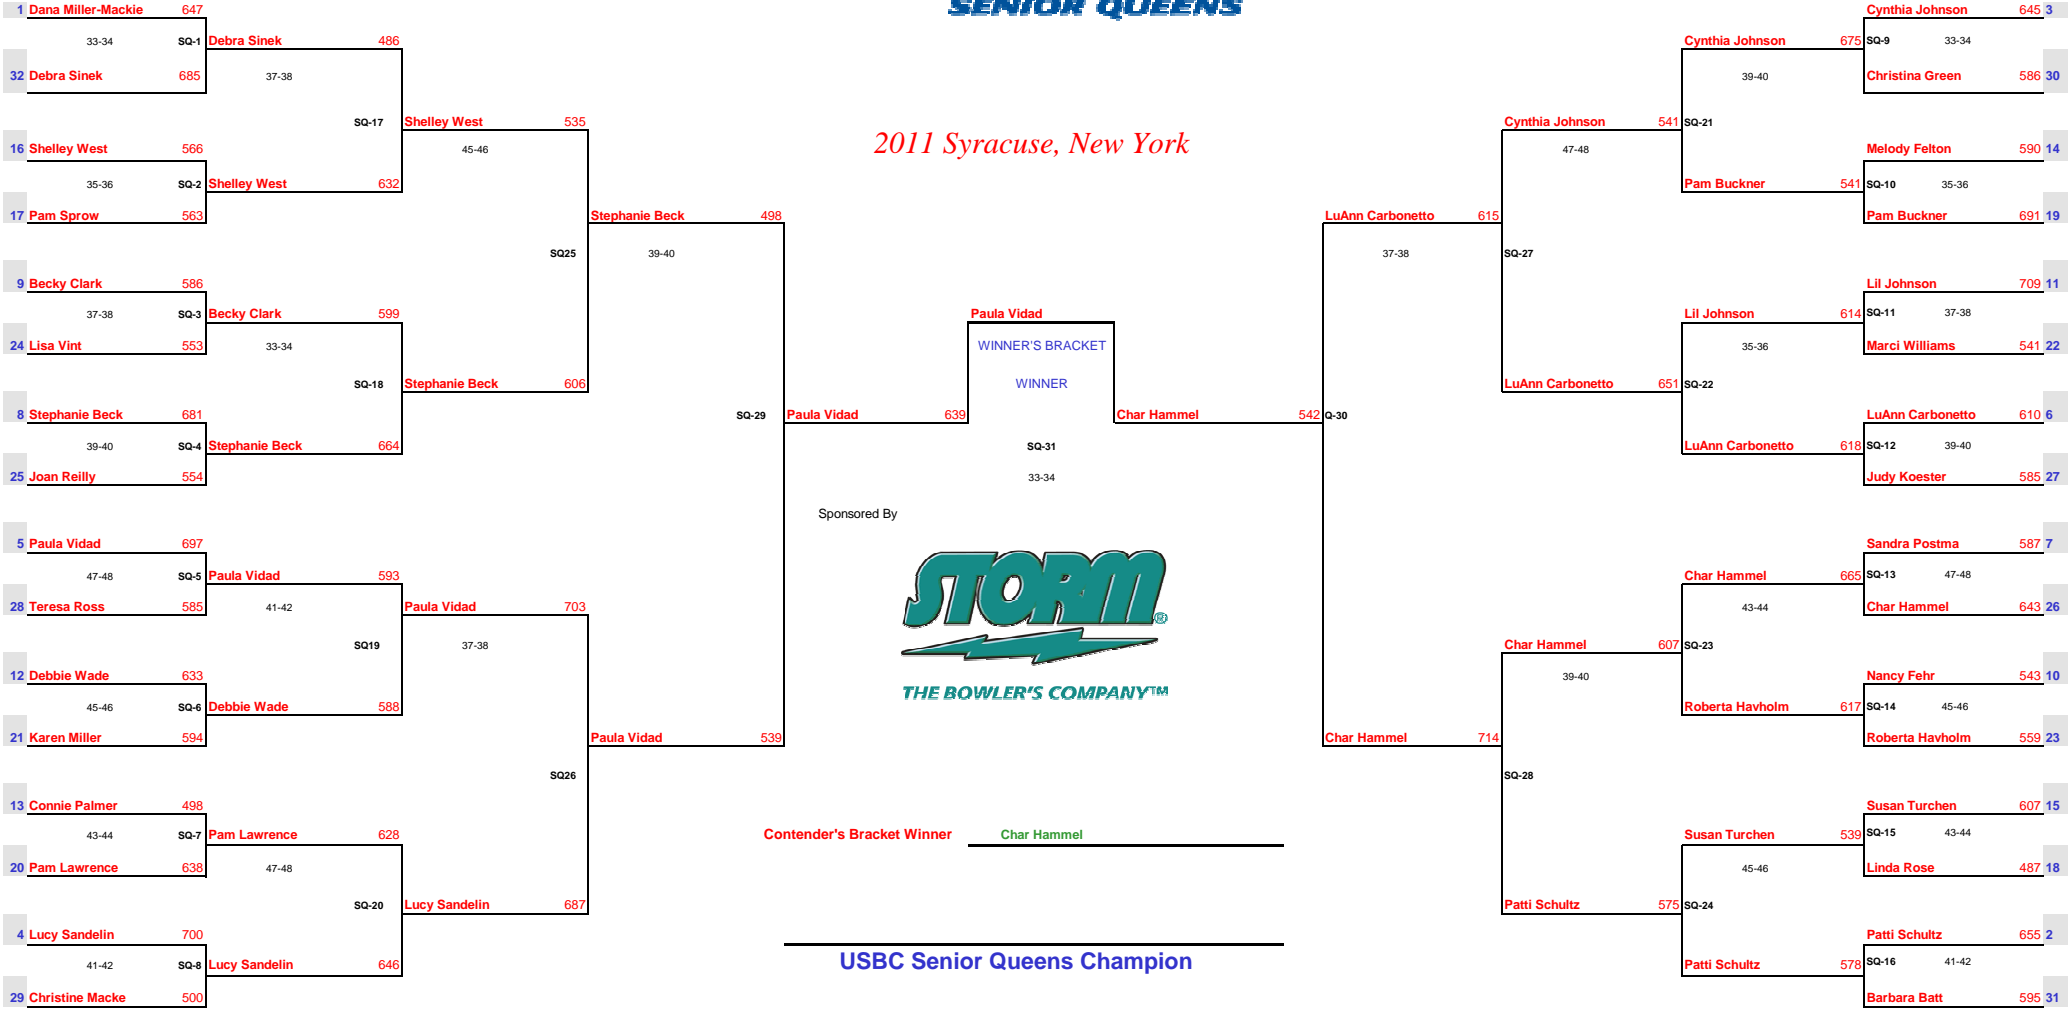 SENIOR QUEENS
2011 Syracuse, New York
1 Dana Miller-Mackie 647
33-34 SQ-1
32 Debra Sinek 685
16 Shelley West 566
35-36 SQ-2
17 Pam Sprow 563
9 Becky Clark 586
37-38 SQ-3
24 Lisa Vint 553
8 Stephanie Beck 681
39-40 SQ-4
25 Joan Reilly 554
5 Paula Vidad 697
47-48 SQ-5
28 Teresa Ross 585
12 Debbie Wade 633
45-46 SQ-6
21 Karen Miller 594
13 Connie Palmer 498
43-44 SQ-7
20 Pam Lawrence 638
4 Lucy Sandelin 700
41-42 SQ-8
29 Christine Macke 500
Debra Sinek 486
37-38
SQ-17
Shelley West 632
Becky Clark 599
33-34
SQ-18
Stephanie Beck 664
Paula Vidad 593
41-42
SQ19
Debbie Wade 588
Pam Lawrence 628
47-48
SQ-20
Lucy Sandelin 646
Shelley West 535
45-46
SQ25
Stephanie Beck 606
Paula Vidad 703
37-38
SQ26
Lucy Sandelin 687
Stephanie Beck 498
39-40
SQ-29
Paula Vidad 539
Paula Vidad 639
Paula Vidad
WINNER'S BRACKET
WINNER
SQ-31
33-34
Char Hammel 542
Sponsored By
STORM®
THE BOWLER'S COMPANY™
Contender's Bracket Winner Char Hammel
USBC Senior Queens Champion
LuAnn Carbonetto 615
37-38
Q-30
Char Hammel 714
Cynthia Johnson 541
47-48
SQ-27
LuAnn Carbonetto 651
Char Hammel 607
39-40
SQ-28
Patti Schultz 575
Cynthia Johnson 675
39-40
SQ-21
Pam Buckner 541
Lil Johnson 614
35-36
SQ-22
LuAnn Carbonetto 618
Char Hammel 665
43-44
SQ-23
Roberta Havholm 617
Susan Turchen 539
45-46
SQ-24
Patti Schultz 578
Cynthia Johnson 645 3
SQ-9 33-34
Christina Green 586 30
Melody Felton 590 14
SQ-10 35-36
Pam Buckner 691 19
Lil Johnson 709 11
SQ-11 37-38
Marci Williams 541 22
LuAnn Carbonetto 610 6
SQ-12 39-40
Judy Koester 585 27
Sandra Postma 587 7
SQ-13 47-48
Char Hammel 643 26
Nancy Fehr 543 10
SQ-14 45-46
Roberta Havholm 559 23
Susan Turchen 607 15
SQ-15 43-44
Linda Rose 487 18
Patti Schultz 655 2
SQ-16 41-42
Barbara Batt 595 31